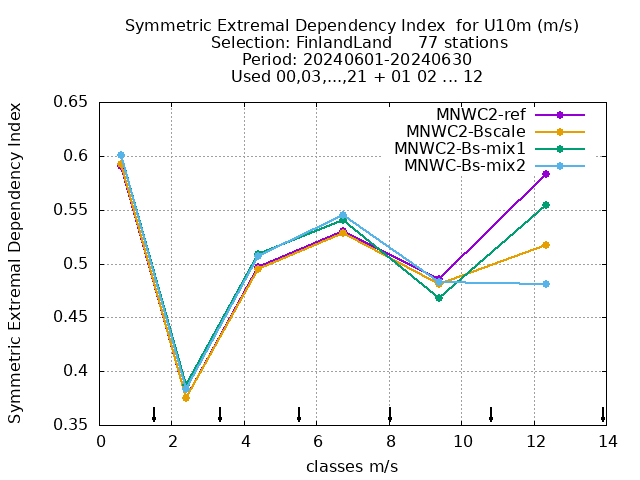 Symmetric Extremal Dependency Index  for U10m (m/s)
Selection: FinlandLand     77 stations
Period: 20240601-20240630
Used 00,03,...,21 + 01 02 ... 12
Symmetric Extremal Dependency Index
0.65
0.6
0.55
0.5
0.45
0.4
0.35
MNWC2-ref
MNWC2-Bscale
MNWC2-Bs-mix1
MNWC-Bs-mix2
0 2 4 6 8 10 12 14
classes m/s